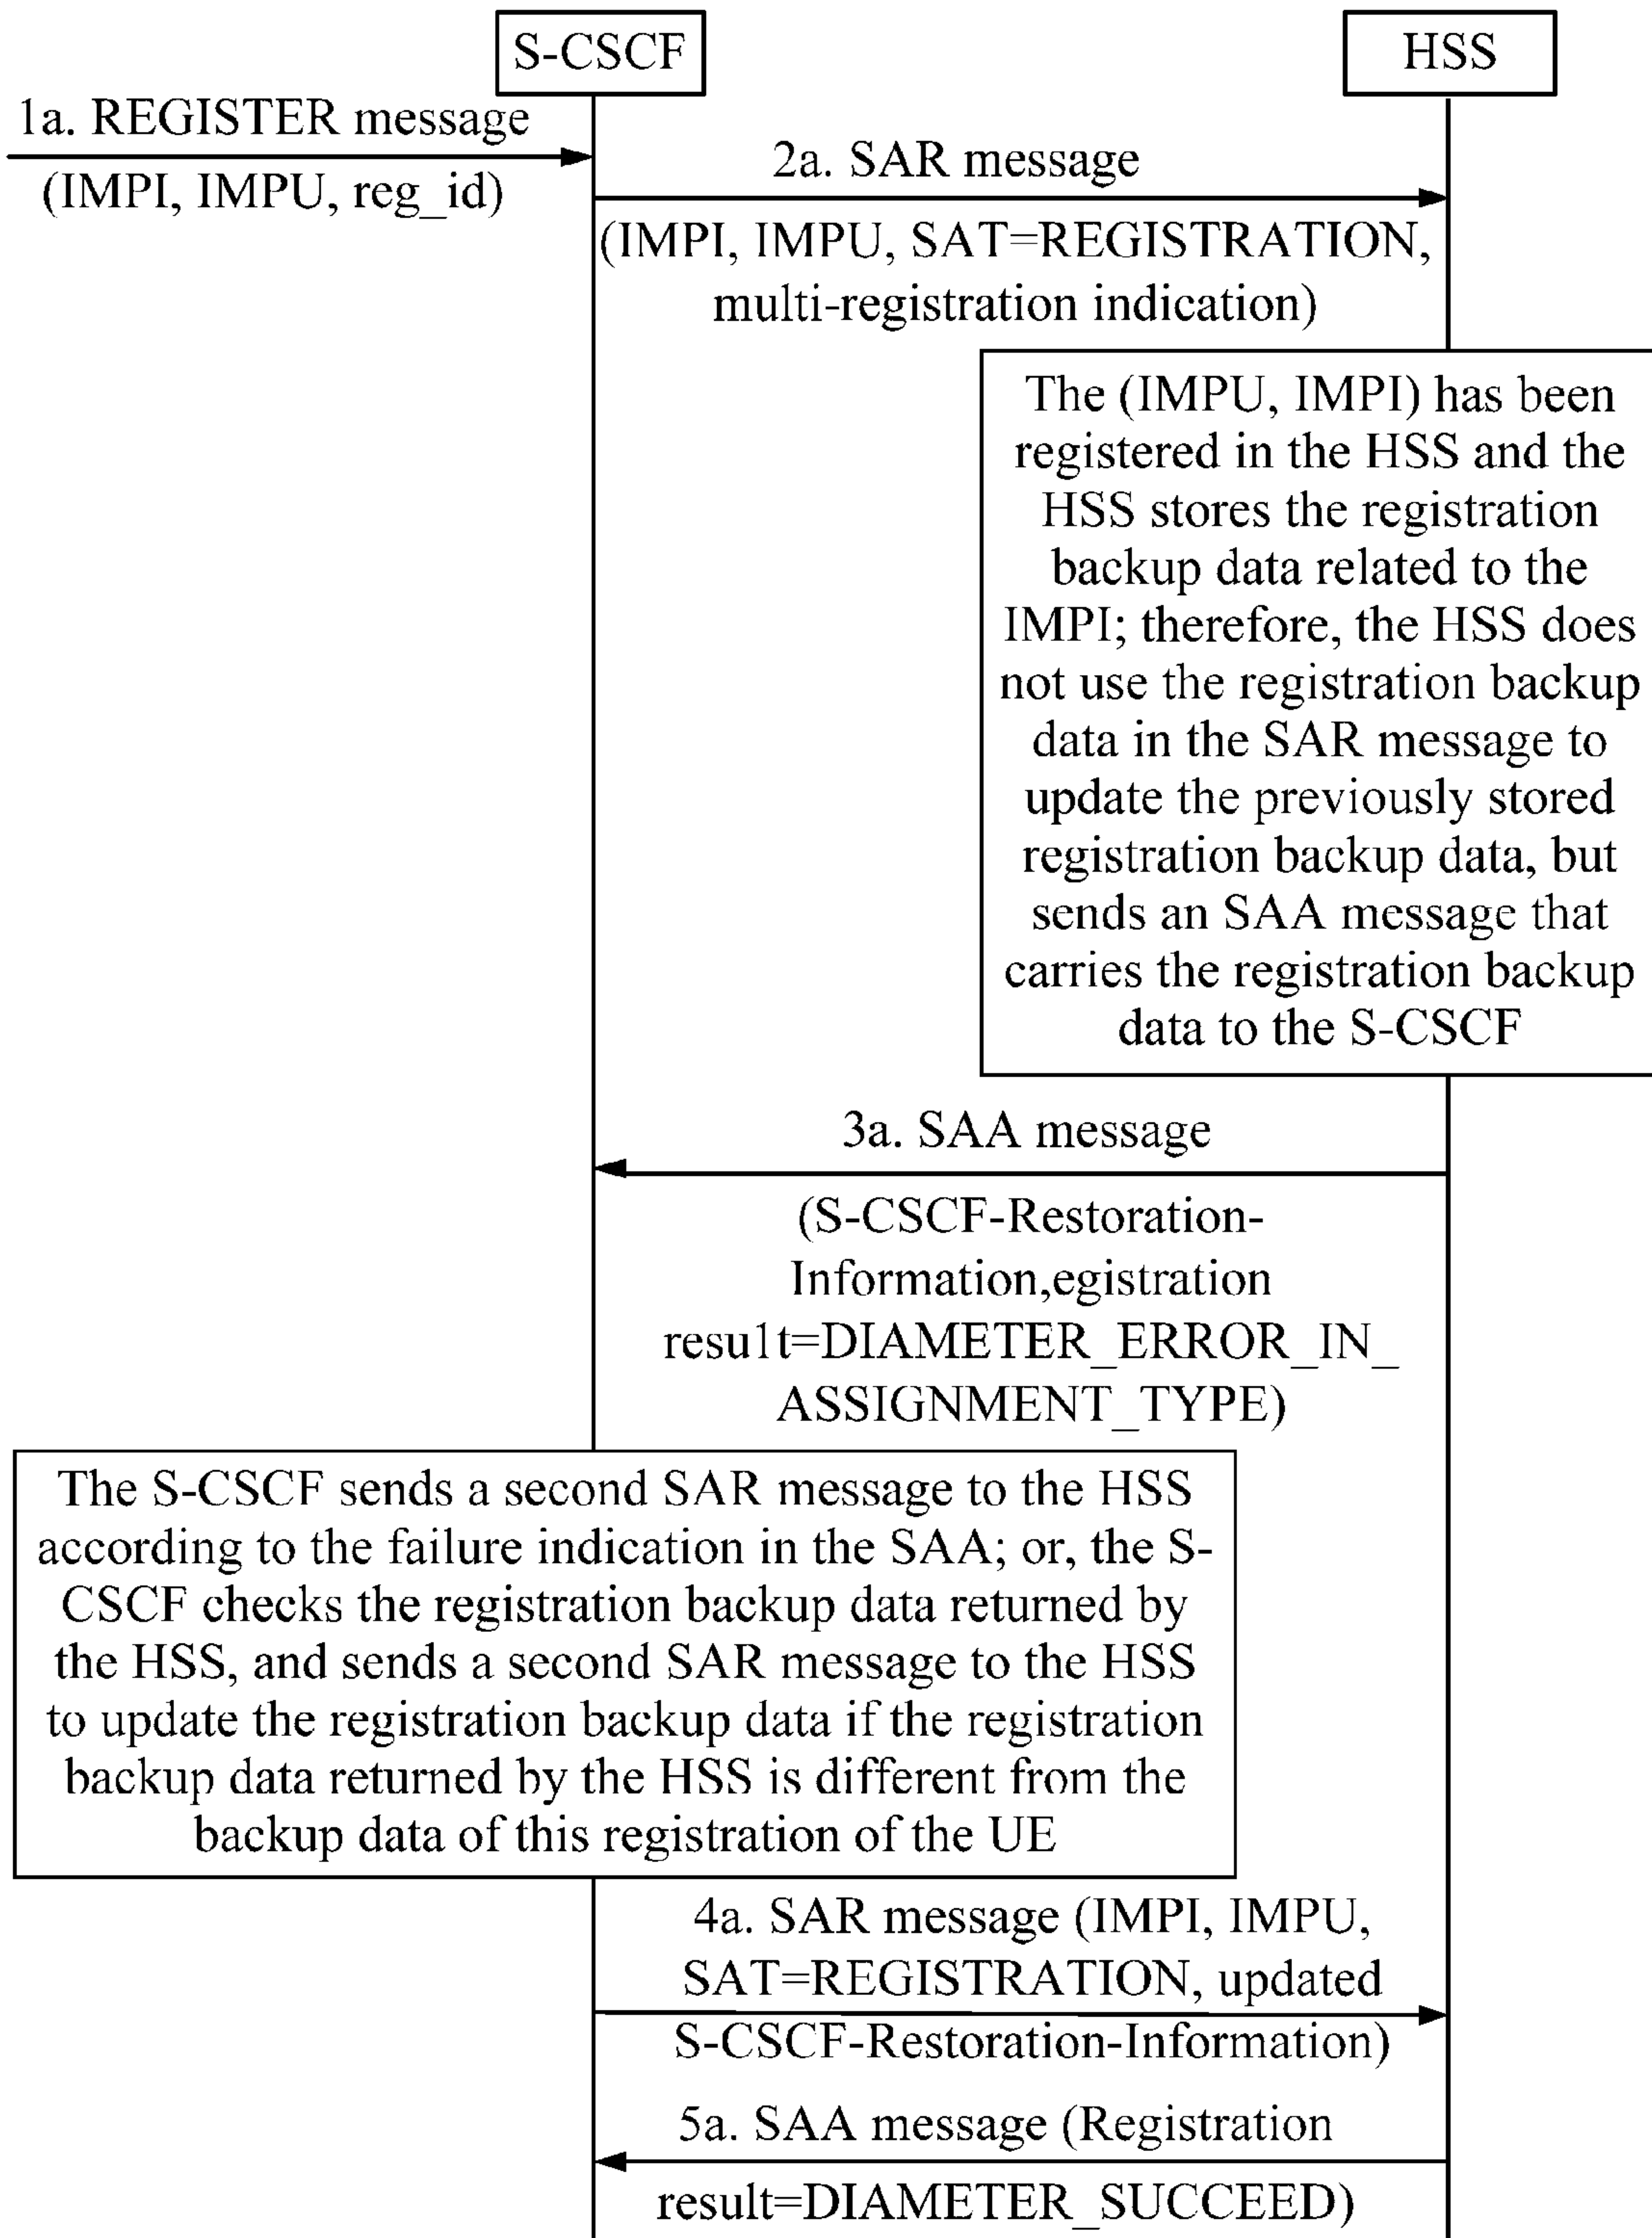 S-CSCF
HSS
1a. REGISTER message
(IMPI, IMPU, reg_id)
2a. SAR message
(IMPI, IMPU, SAT=REGISTRATION,
multi-registration indication)
The (IMPU, IMPI) has been
registered in the HSS and the
HSS stores the registration
backup data related to the
IMPI; therefore, the HSS does
not use the registration backup
data in the SAR message to
update the previously stored
registration backup data, but
sends an SAA message that
carries the registration backup
data to the S-CSCF
3a. SAA message
(S-CSCF-Restoration-
Information,egistration
result=DIAMETER_ERROR_IN_
ASSIGNMENT_TYPE)
The S-CSCF sends a second SAR message to the HSS
according to the failure indication in the SAA; or, the S-
CSCF checks the registration backup data returned by
the HSS, and sends a second SAR message to the HSS
to update the registration backup data if the registration
backup data returned by the HSS is different from the
backup data of this registration of the UE
4a. SAR message (IMPI, IMPU,
SAT=REGISTRATION, updated
S-CSCF-Restoration-Information)
5a. SAA message (Registration
result=DIAMETER_SUCCEED)